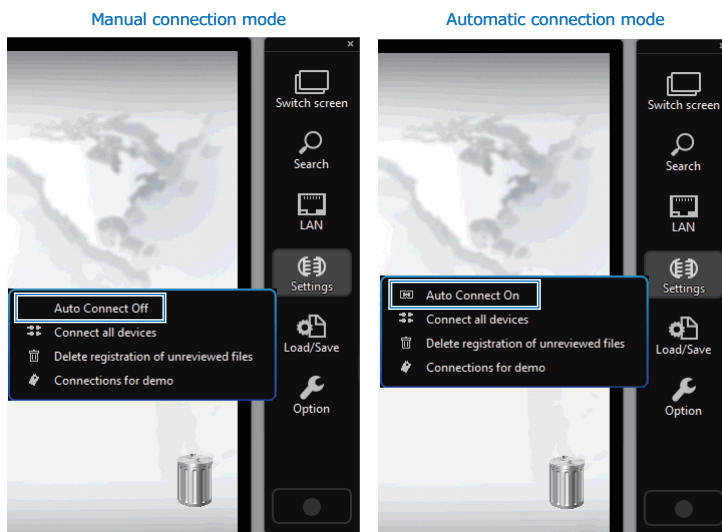 Manual connection mode
Switch screen
Search
LAN
Settings
Auto Connect Off
Connect all devices
Delete registration of unreviewed files
Connections for demo
Load/Save
Option
Automatic connection mode
Switch screen
Search
LAN
Settings
Auto Connect On
Connect all devices
Delete registration of unreviewed files
Connections for demo
Load/Save
Option